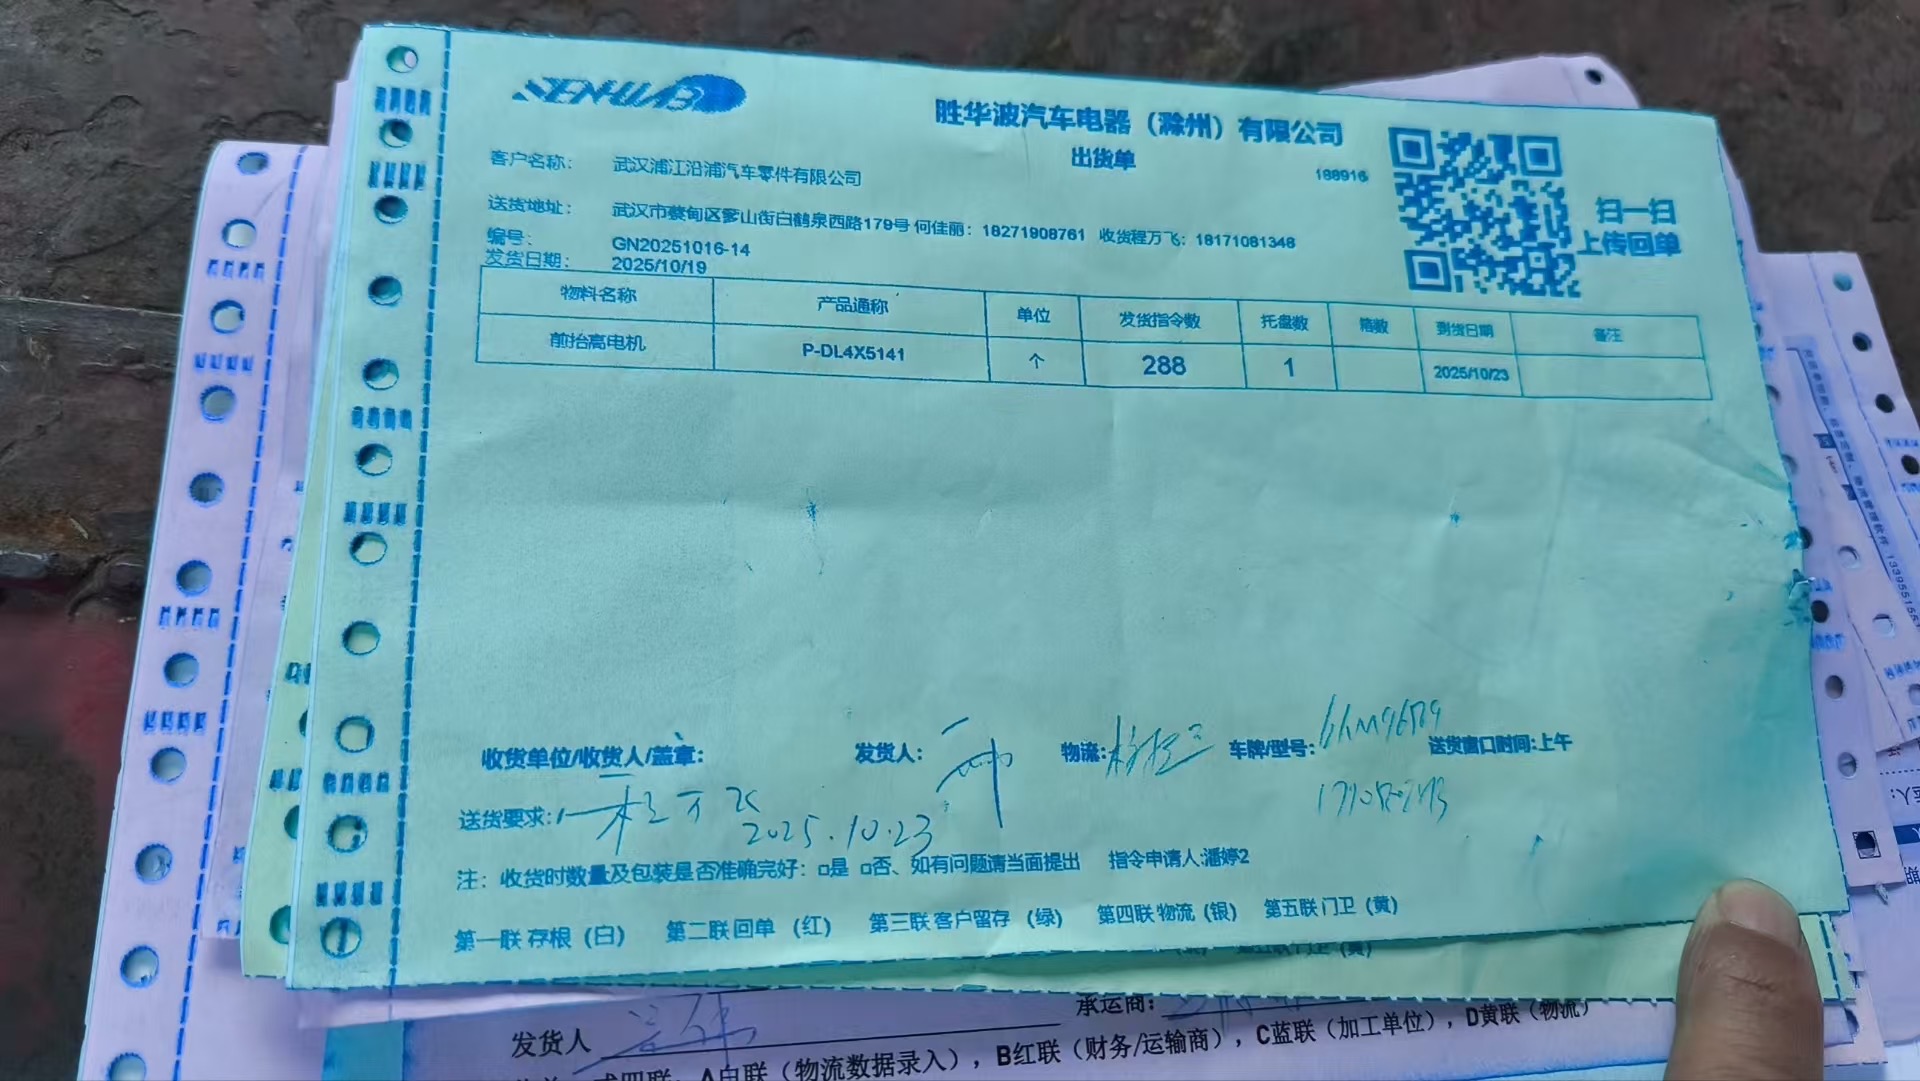 SENHUAB
胜华波汽车电器（滁州）有限公司
出货单
188916
扫一扫
上传回单
客户名称： 武汉浦江沿浦汽车零件有限公司
送货地址： 武汉市蔡甸区爹山街白鹤泉西路179号 何佳丽：18271908761 收货程万飞：18171081348
编号： GN20251016-14
发货日期： 2025/10/19
物料名称 产品通称 单位 发货指令数 托盘数 箱数 到货日期 备注
前抬高电机 P-DL4X5141 个 288 1 2025/10/23
收货单位/收货人/盖章： 发货人： 物流： 车牌/型号： 送货窗口时间：上午
送货要求：
2025.10.23
注：收货时数量及包装是否准确完好：□是 □否、如有问题请当面提出 指令申请人：潘婷2
第一联 存根（白） 第二联 回单（红） 第三联 客户留存（绿） 第四联 物流（银） 第五联 门卫（黄）
发货人 承运商：
A白联（物流数据录入），B红联（财务/运输商），C蓝联（加工单位），D黄联（物流）